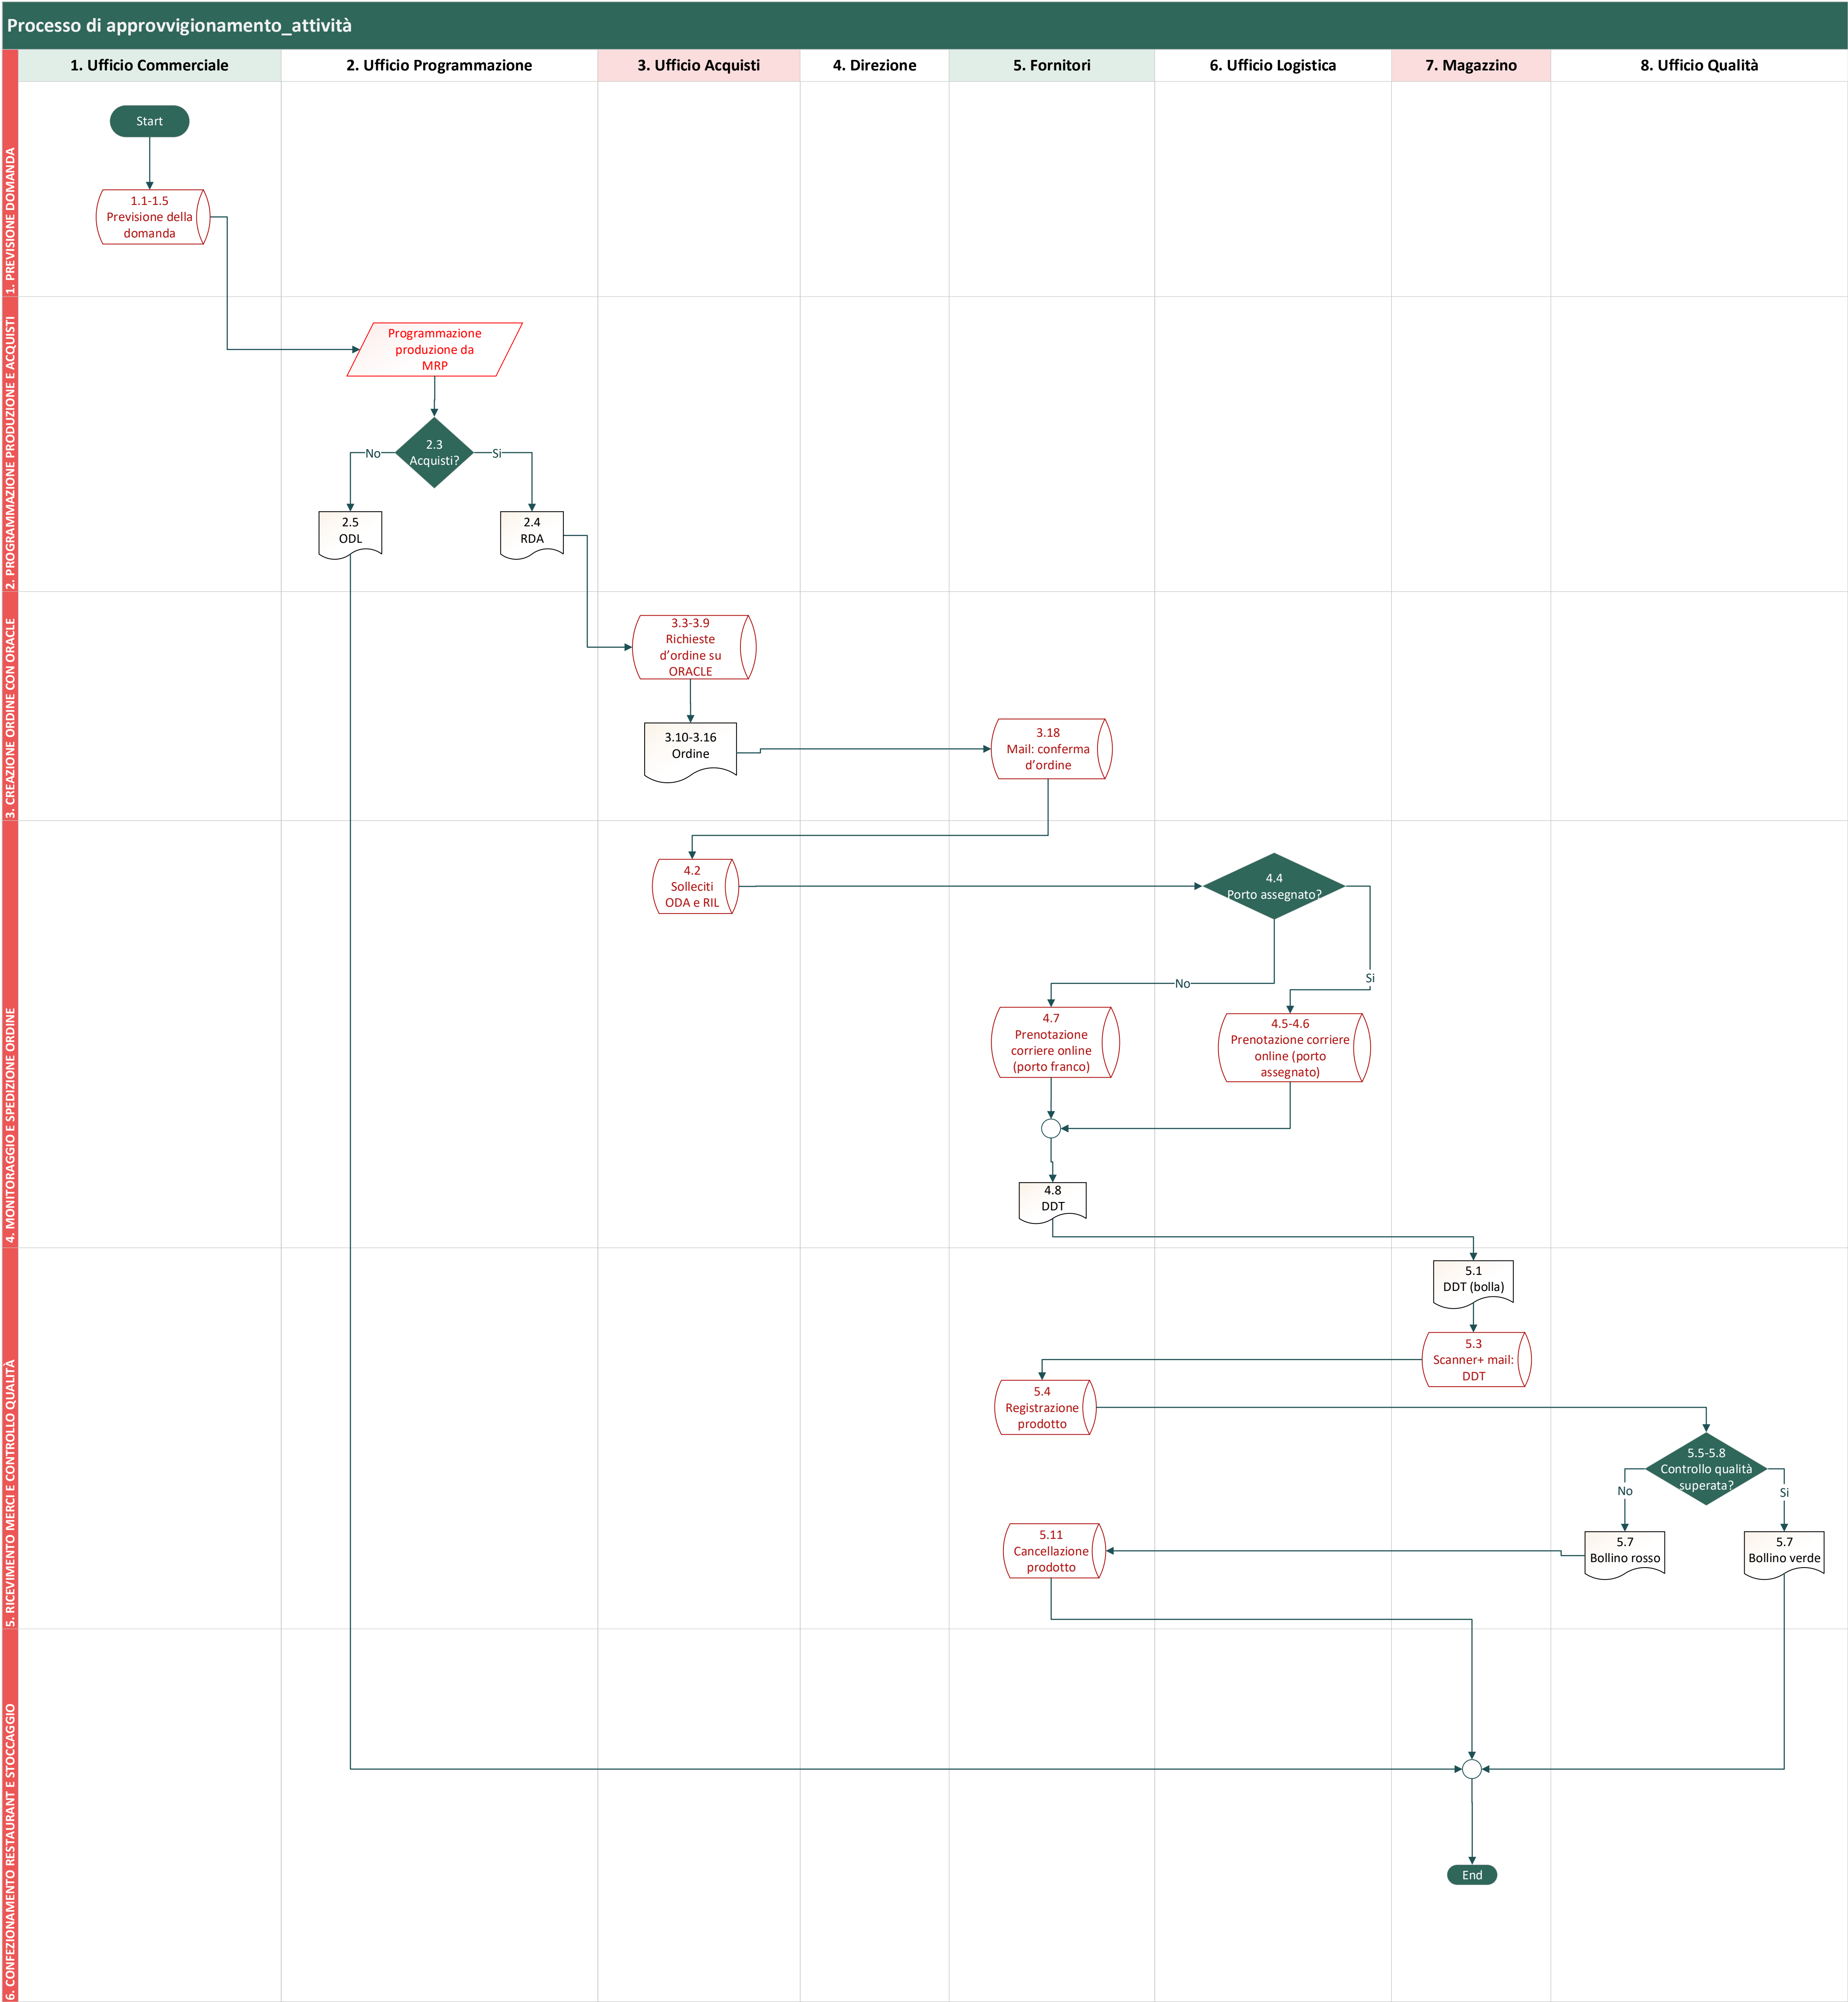 Processo di approvvigionamento_attività
1. Ufficio Commerciale
2. Ufficio Programmazione
3. Ufficio Acquisti
4. Direzione
5. Fornitori
6. Ufficio Logistica
7. Magazzino
8. Ufficio Qualità
1. PREVISIONE DOMANDA
Start
1.1-1.5
Previsione della
domanda
2. PROGRAMMAZIONE PRODUZIONE E ACQUISTI
Programmazione
produzione da
MRP
2.3
Acquisti?
No
Si
2.5
ODL
2.4
RDA
3. CREAZIONE ORDINE CON ORACLE
3.3-3.9
Richieste
d’ordine su
ORACLE
3.10-3.16
Ordine
3.18
Mail: conferma
d’ordine
4. MONITORAGGIO E SPEDIZIONE ORDINE
4.2
Solleciti
ODA e RIL
4.4
Porto assegnato?
No
Si
4.7
Prenotazione
corriere online
(porto franco)
4.5-4.6
Prenotazione corriere
online (porto
assegnato)
4.8
DDT
5. RICEVIMENTO MERCI E CONTROLLO QUALITÀ
5.1
DDT (bolla)
5.3
Scanner+ mail:
DDT
5.4
Registrazione
prodotto
5.5-5.8
Controllo qualità
superata?
No
Si
5.11
Cancellazione
prodotto
5.7
Bollino rosso
5.7
Bollino verde
6. CONFEZIONAMENTO RESTAURANT E STOCCAGGIO
End